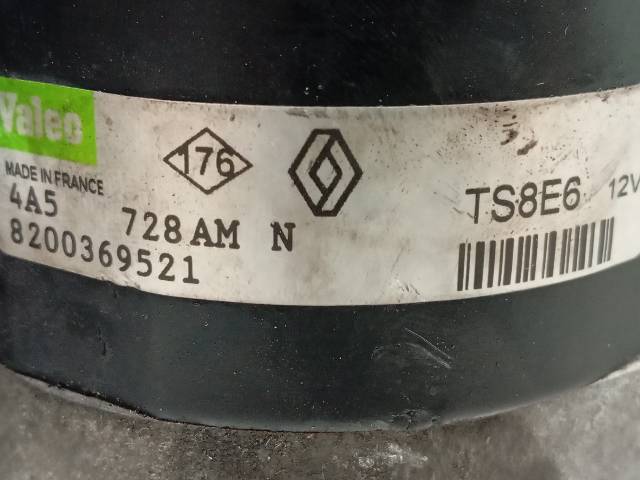 Valeo
176
MADE IN FRANCE
TS8E6 12V
4A5 728 AM N
8200369521